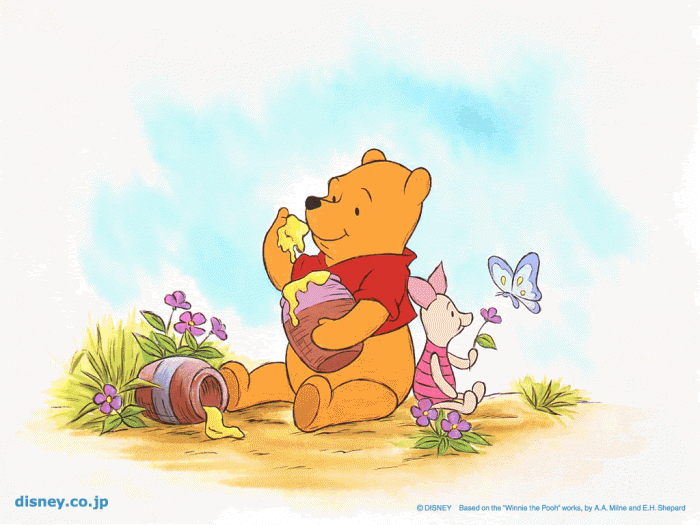 disney.co.jp
© DISNEY Based on the "Winnie the Pooh" works, by A.A. Milne and E.H. Shepard